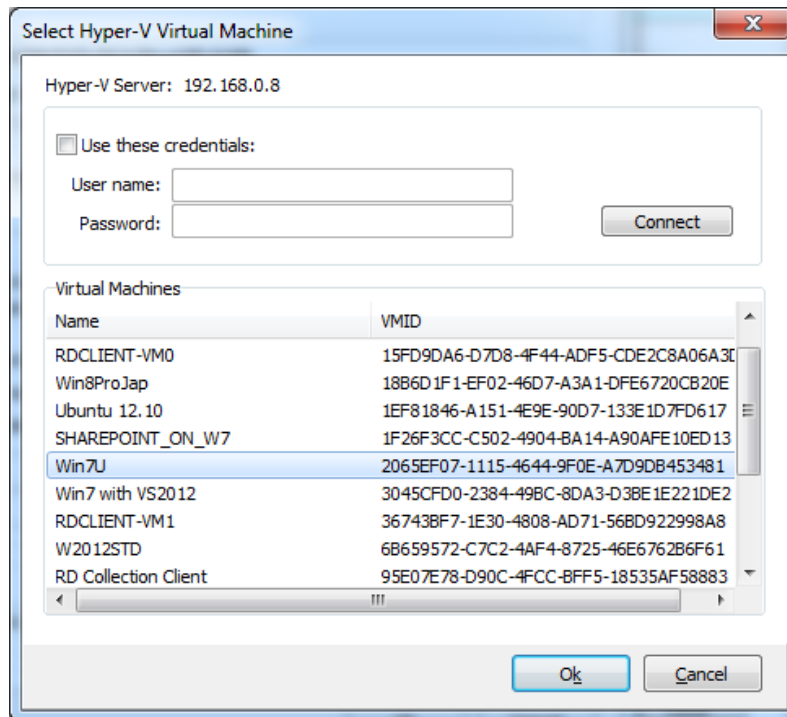 Select Hyper-V Virtual Machine
Hyper-V Server: 192.168.0.8
Use these credentials:
User name:
Password:
Connect
Virtual Machines
Name VMID
RDCLIENT-VM0 15FD9DA6-D7D8-4F44-ADF5-CDE2C8A06A3D
Win8ProJap 18B6D1F1-EF02-46D7-A3A1-DFE6720CB20E
Ubuntu 12.10 1EF81846-A151-4E9E-90D7-133E1D7FD617
SHAREPOINT_ON_W7 1F26F3CC-C502-4904-BA14-A90AFE10ED13
Win7U 2065EF07-1115-4644-9F0E-A7D9DB453481
Win7 with VS2012 3045CFD0-2384-49BC-8DA3-D3BE1E221DE2
RDCLIENT-VM1 36743BF7-1E30-4808-AD71-56BD922998A8
W2012STD 6B659572-C7C2-4AF4-8725-46E6762B6F61
RD Collection Client 95E07E78-D90C-4FCC-BFF5-18535AF58883
Ok Cancel